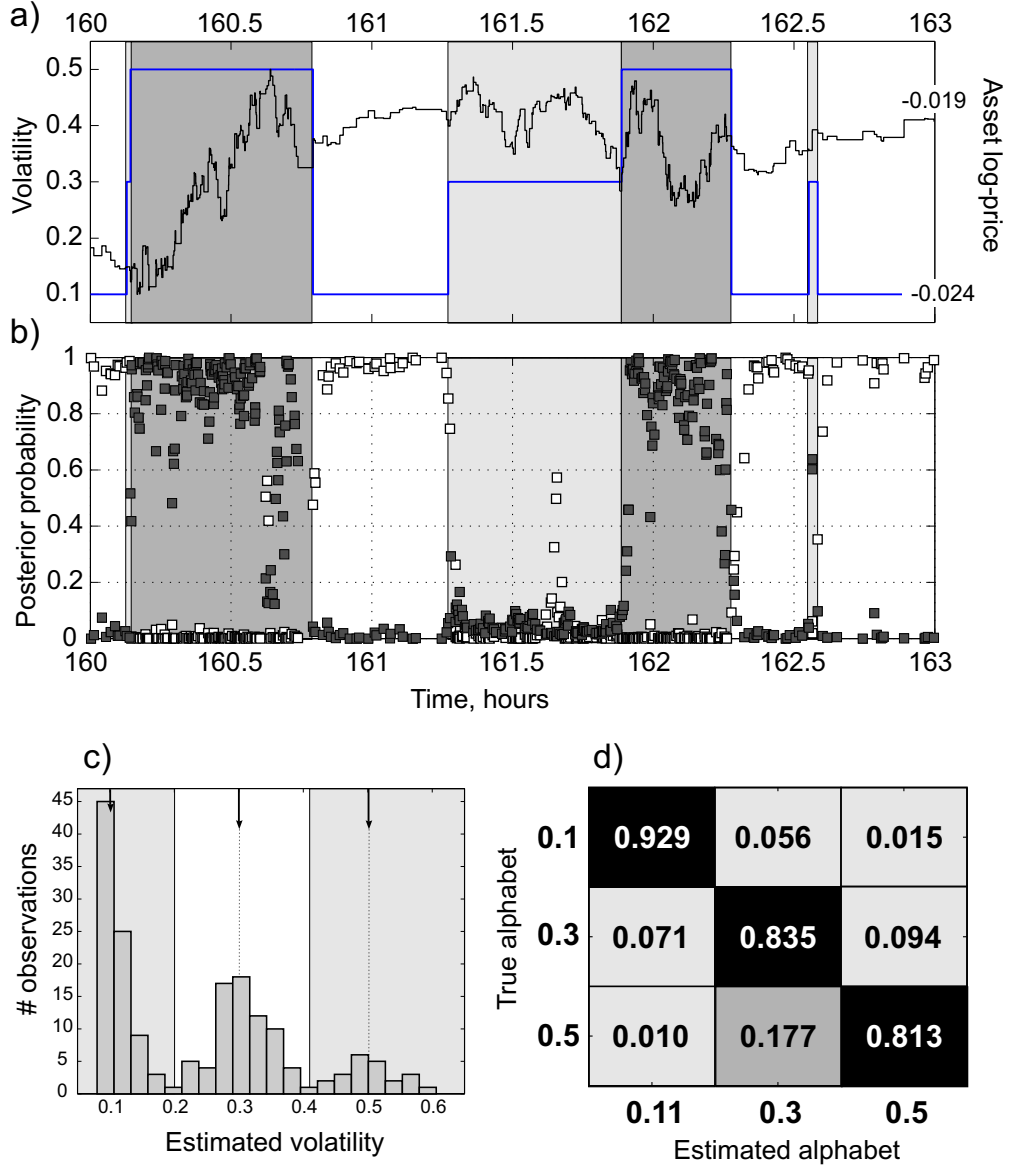 a)
160 160.5 161 161.5 162 162.5 163
0.5
0.4
0.3
0.2
0.1
Volatility
-0.019
-0.024
Asset log-price
b)
1
0.8
0.6
0.4
0.2
0
Posterior probability
160 160.5 161 161.5 162 162.5 163
Time, hours
c)
45
40
35
30
25
20
15
10
5
0
# observations
0.1 0.2 0.3 0.4 0.5 0.6
Estimated volatility
d)
True alphabet
0.1 0.929 0.056 0.015
0.3 0.071 0.835 0.094
0.5 0.010 0.177 0.813
0.11 0.3 0.5
Estimated alphabet